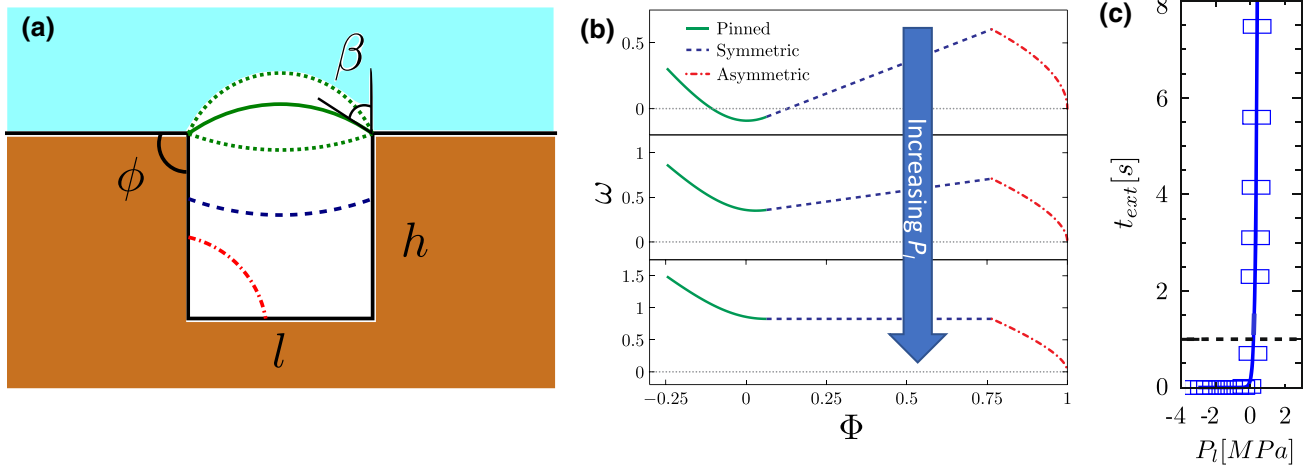 (a)
β
ϕ
h
l
(b)
Pinned
Symmetric
Asymmetric
0.5
0
1
0.5
0
1.5
1
0.5
0
ω
Increasing P_l
−0.25
0
0.25
0.5
0.75
1
Φ
(c)
8
6
4
2
0
t_{ext}[s]
-4
-2
0
2
P_l[MPa]